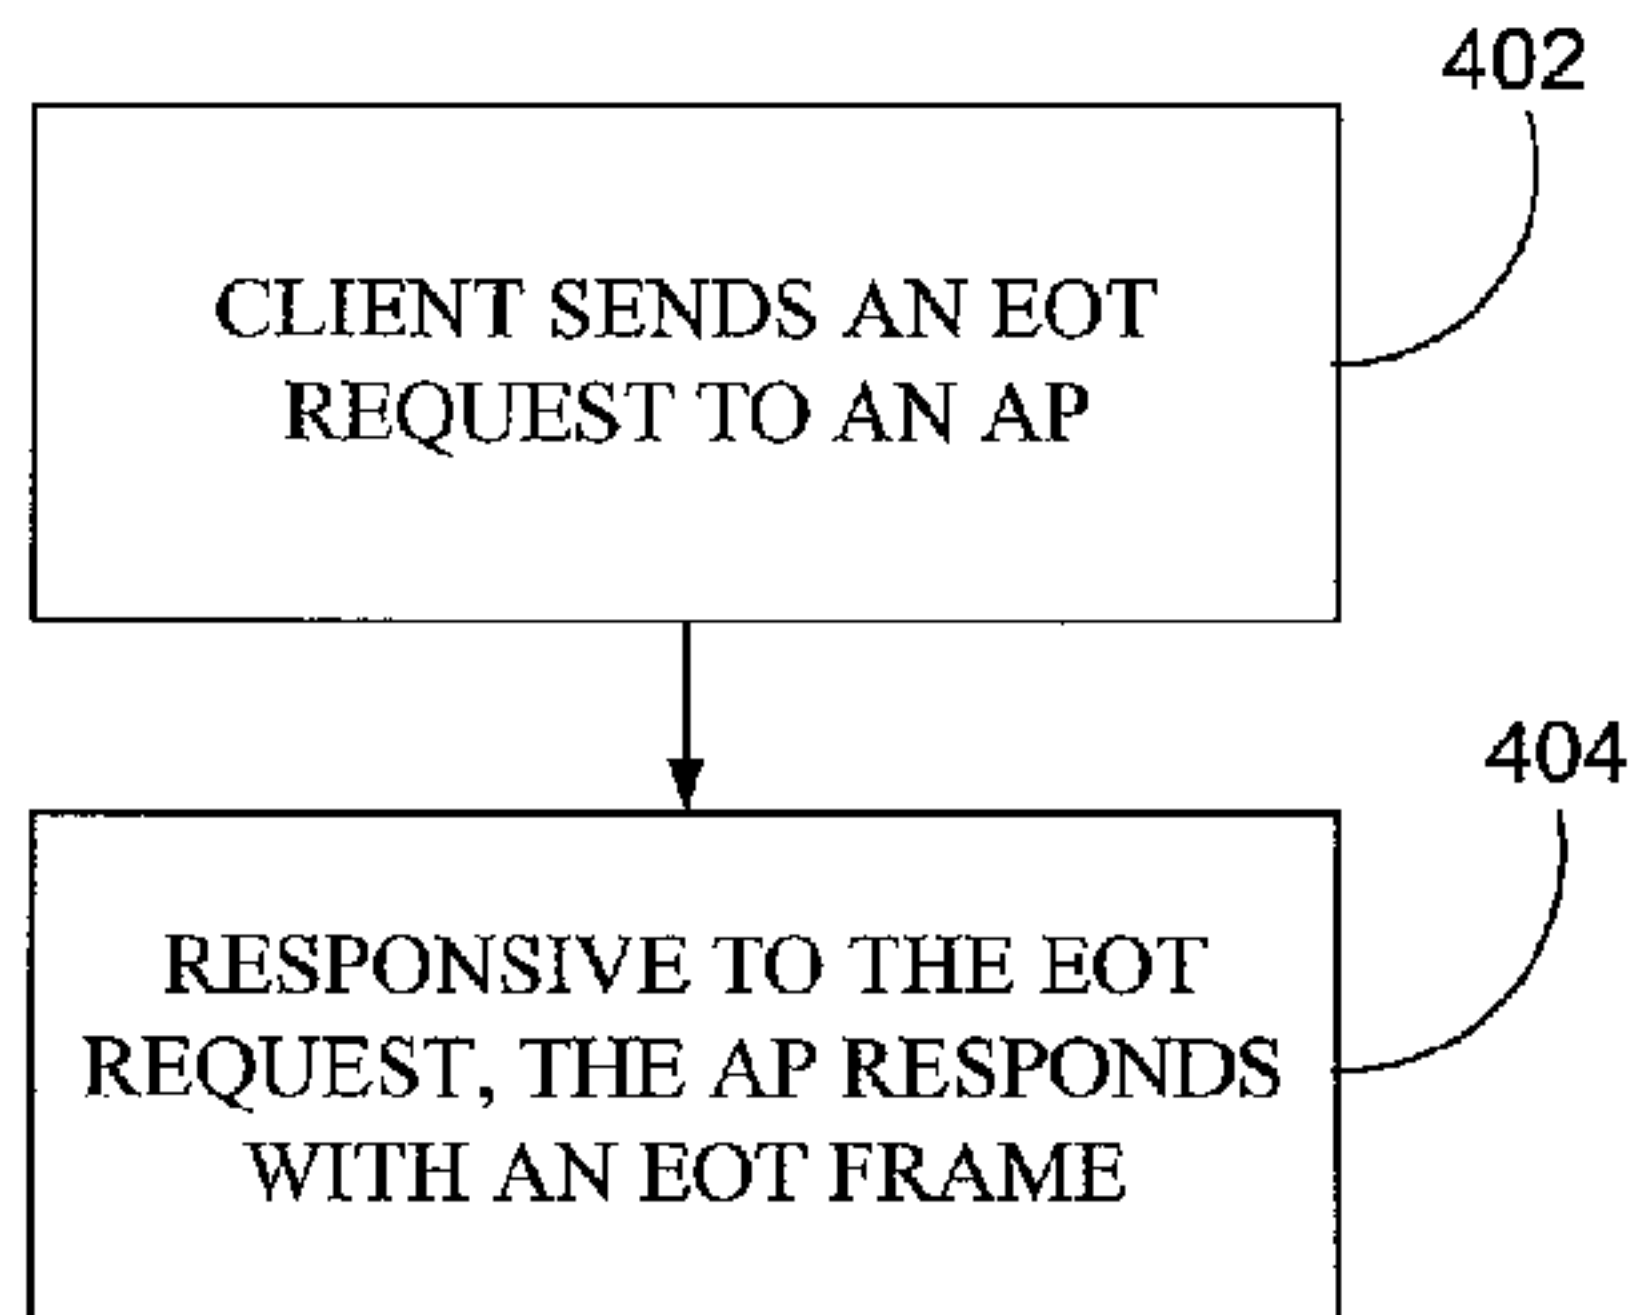 402
CLIENT SENDS AN EOT
REQUEST TO AN AP
404
RESPONSIVE TO THE EOT
REQUEST, THE AP RESPONDS
WITH AN EOT FRAME